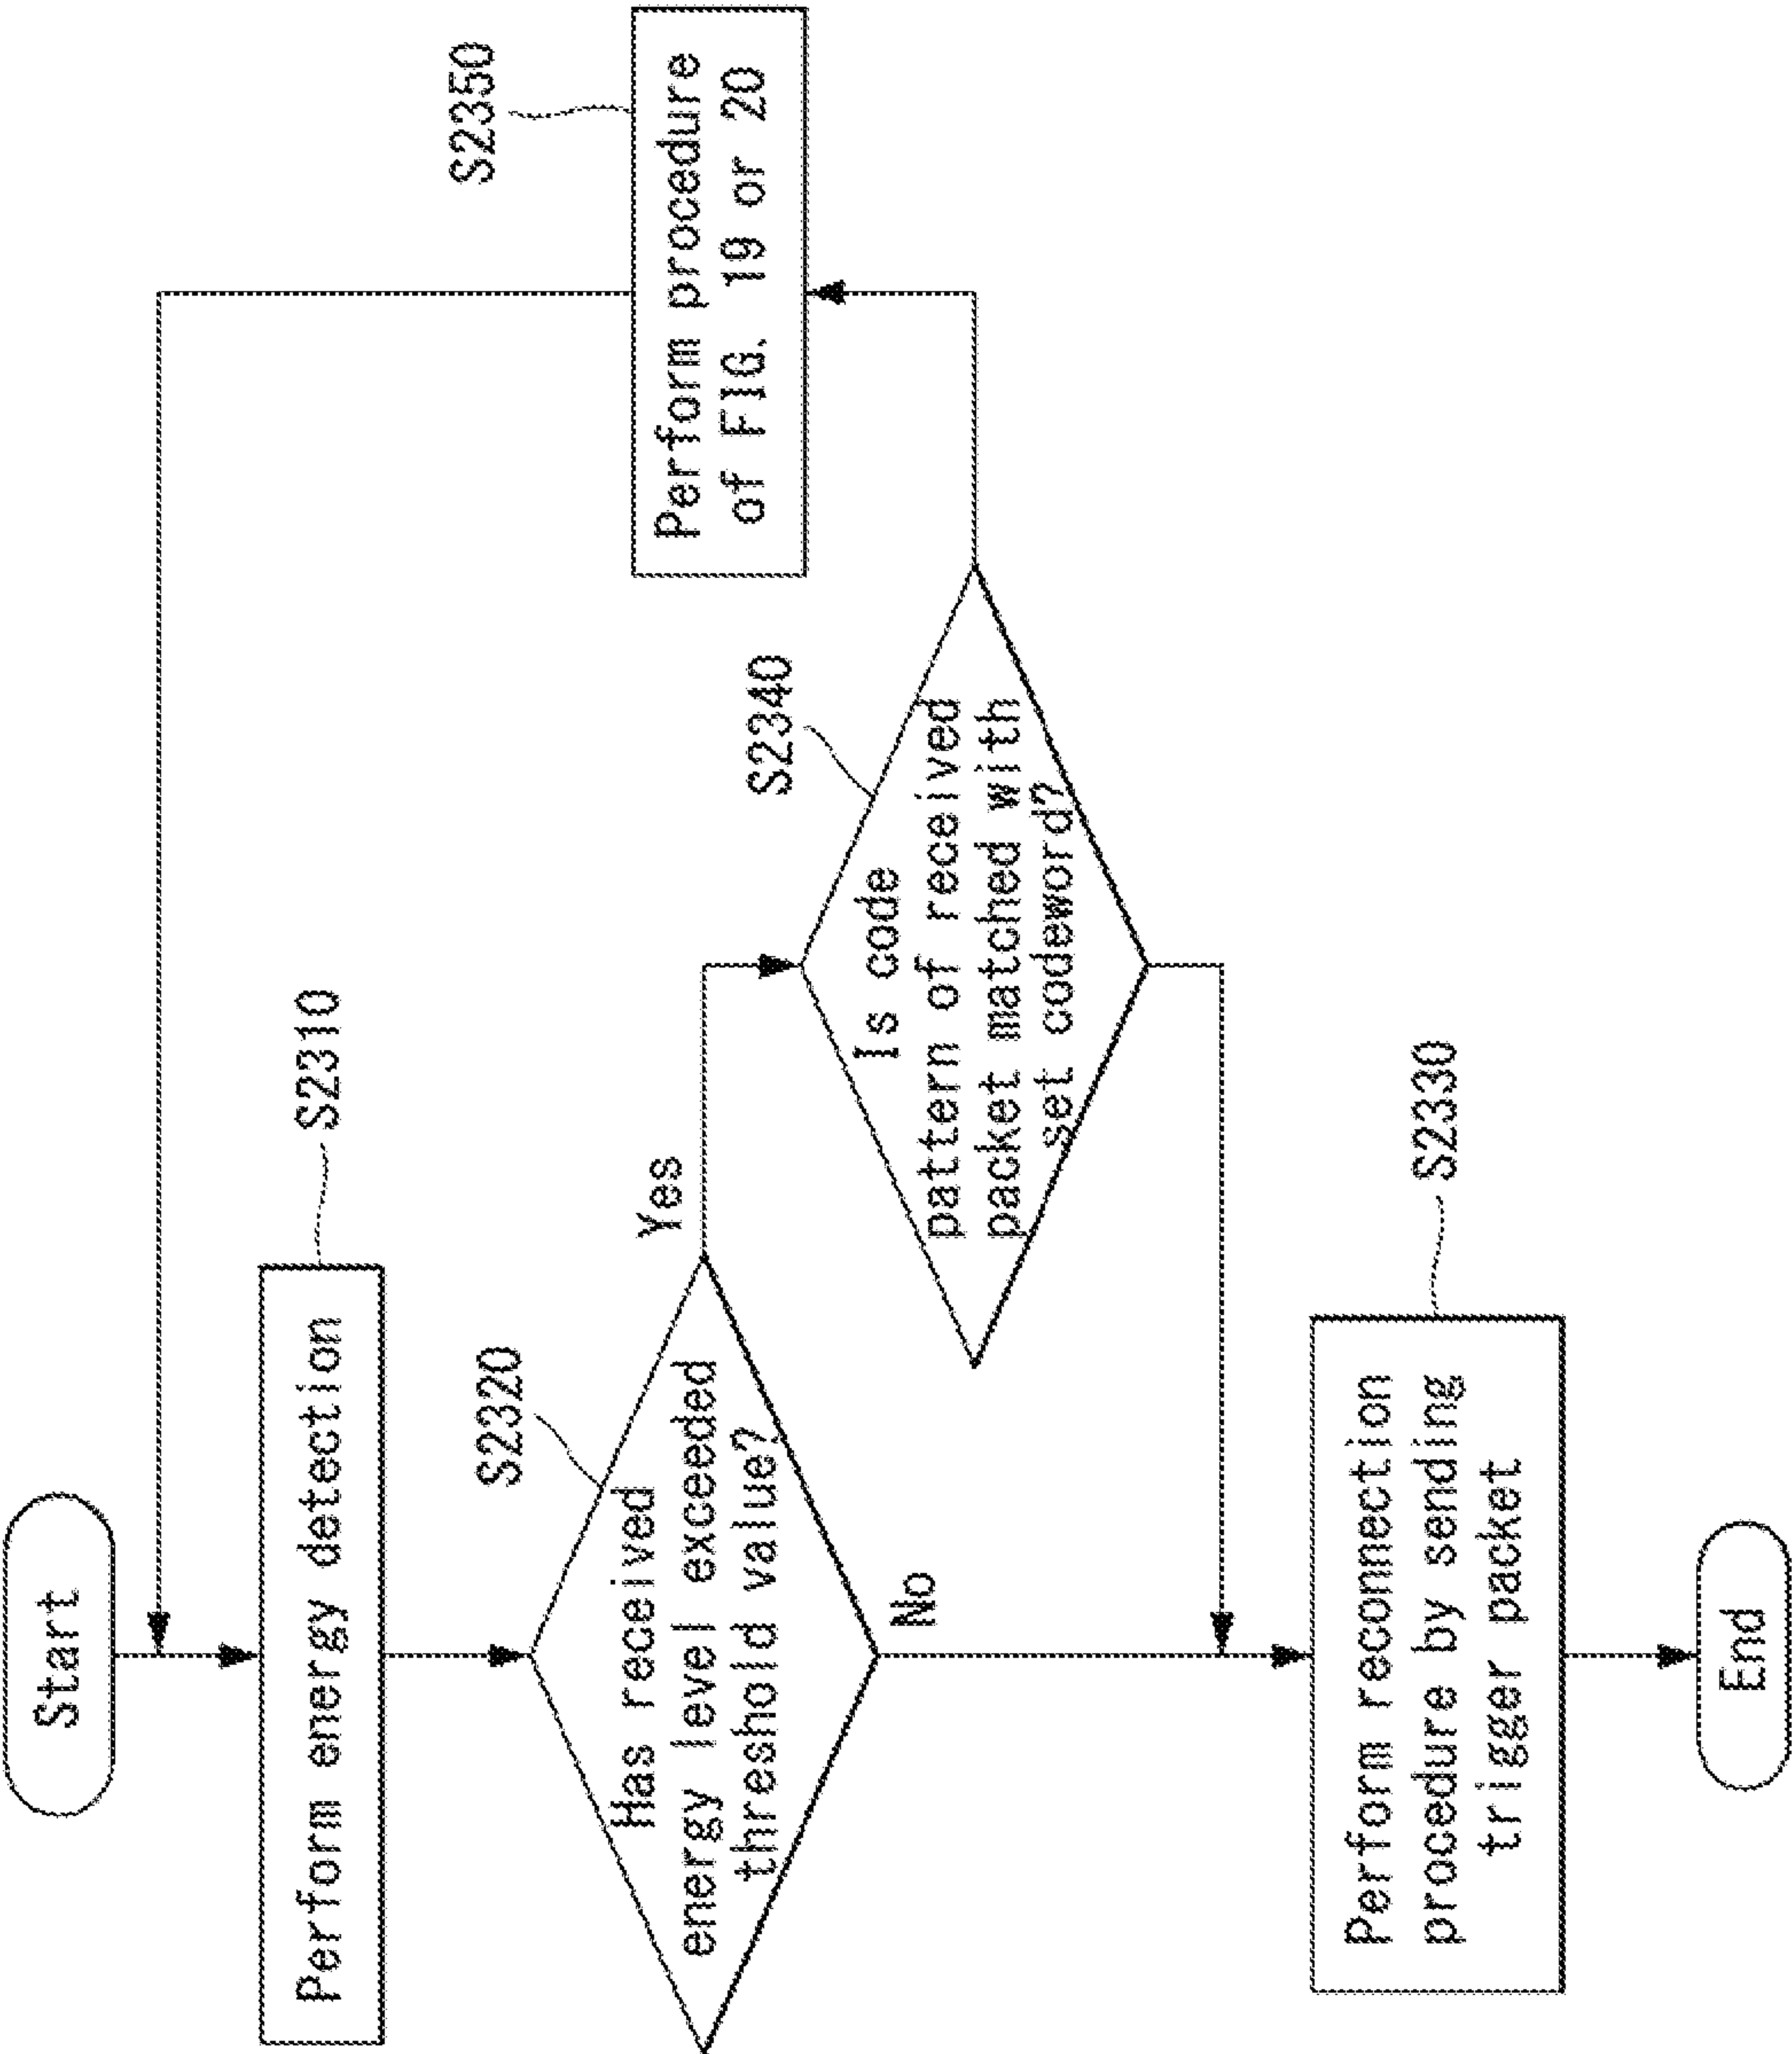 Start
Perform energy detection
S2310
Has received
energy level exceeded
threshold value?
S2320
Yes
No
Is code
pattern of received
packet matched with
set codeword?
S2340
Perform procedure
of FIG. 19 or 20
S2350
Perform reconnection
procedure by sending
trigger packet
S2330
End